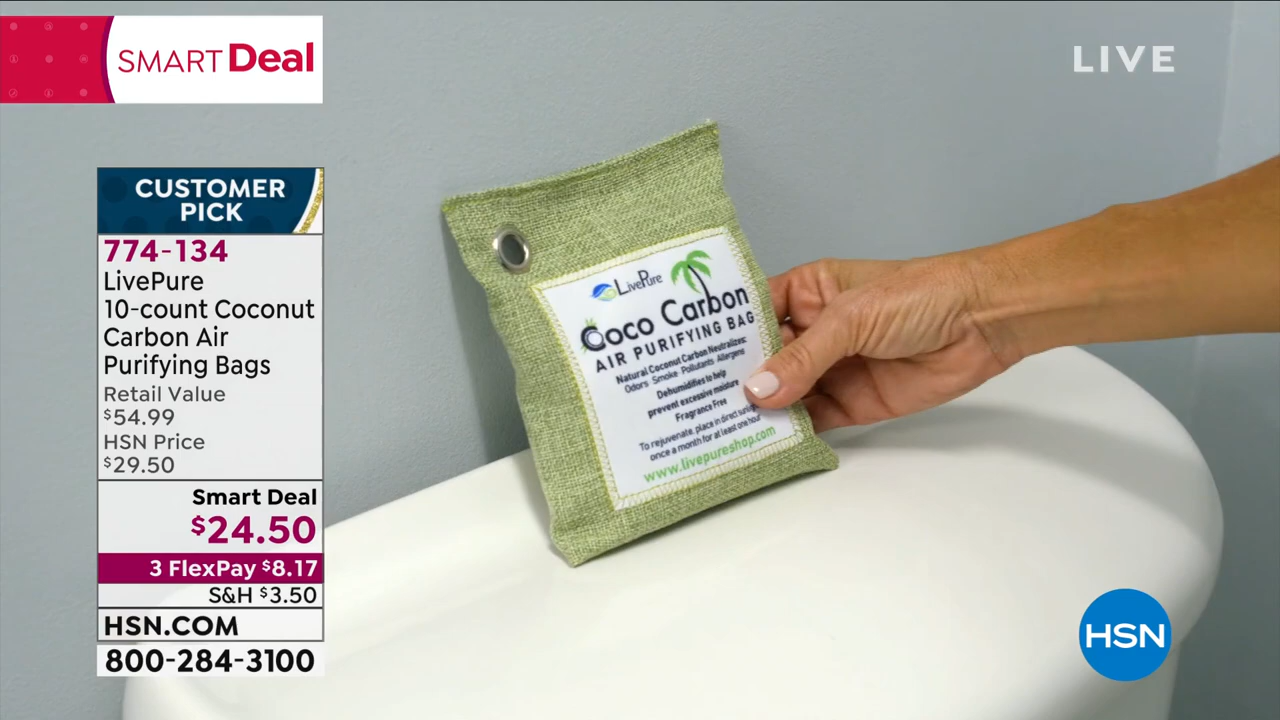 SMART Deal
LIVE
CUSTOMER
PICK
774-134
LivePure
10-count Coconut
Carbon Air
Purifying Bags
Retail Value
$54.99
HSN Price
$29.50
Smart Deal
$24.50
3 FlexPay $8.17
S&H $3.50
HSN.COM
800-284-3100
LivePure
Coco Carbon
AIR PURIFYING BAG
Natural Coconut Carbon Neutralizes:
Odors Smoke Pollutants Allergens
Dehumidifies to help
prevent excessive moisture
Fragrance Free
To rejuvenate, place in direct sunlight
once a month for at least one hour
www.livepureshop.com
HSN